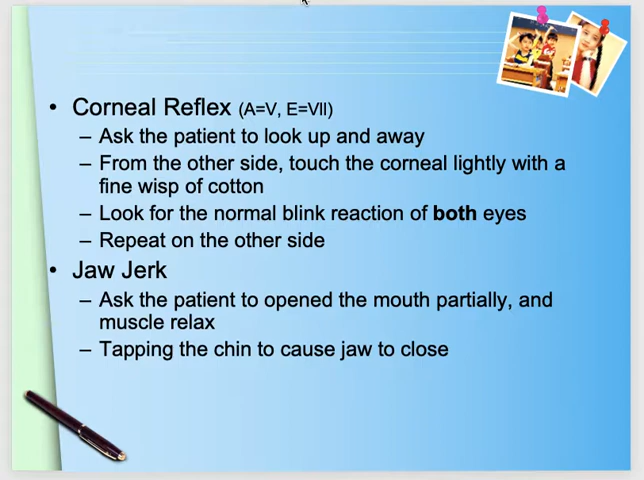 • Corneal Reflex (A=V, E=VII)
– Ask the patient to look up and away
– From the other side, touch the corneal lightly with a
fine wisp of cotton
– Look for the normal blink reaction of both eyes
– Repeat on the other side
• Jaw Jerk
– Ask the patient to opened the mouth partially, and
muscle relax
– Tapping the chin to cause jaw to close